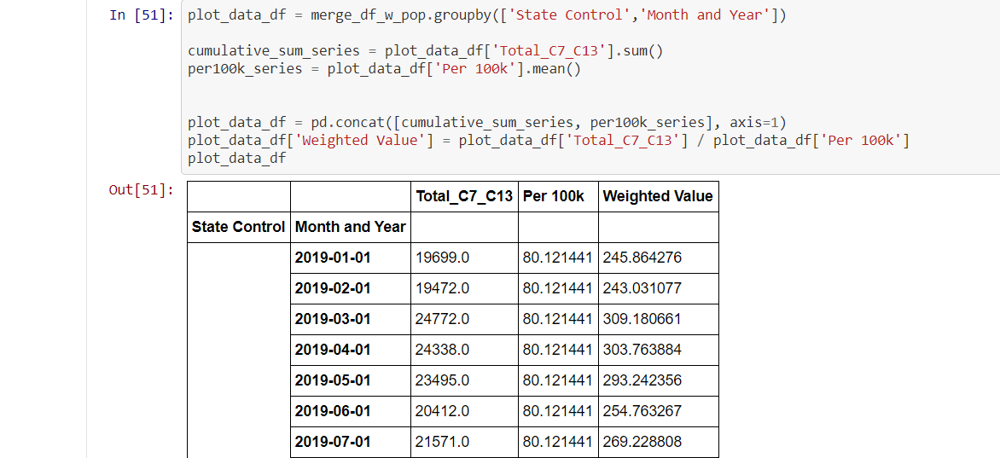 In [51]: plot_data_df = merge_df_w_pop.groupby(['State Control','Month and Year'])
cumulative_sum_series = plot_data_df['Total_C7_C13'].sum()
per100k_series = plot_data_df['Per 100k'].mean()
plot_data_df = pd.concat([cumulative_sum_series, per100k_series], axis=1)
plot_data_df['Weighted Value'] = plot_data_df['Total_C7_C13'] / plot_data_df['Per 100k']
plot_data_df
Out[51]:
Total_C7_C13 Per 100k Weighted Value
State Control Month and Year
2019-01-01 19699.0 80.121441 245.864276
2019-02-01 19472.0 80.121441 243.031077
2019-03-01 24772.0 80.121441 309.180661
2019-04-01 24338.0 80.121441 303.763884
2019-05-01 23495.0 80.121441 293.242356
2019-06-01 20412.0 80.121441 254.763267
2019-07-01 21571.0 80.121441 269.228808